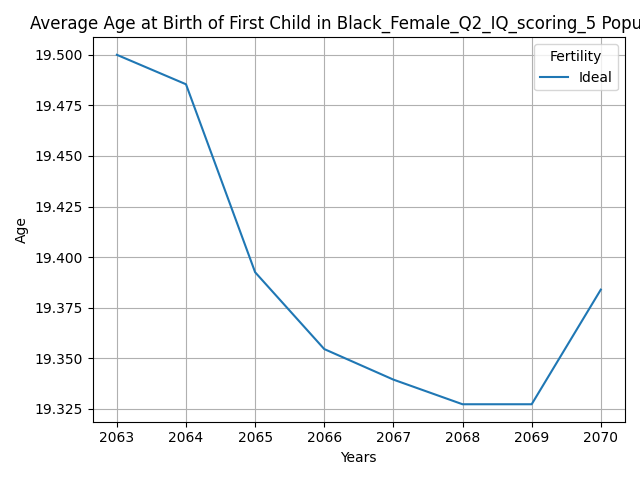 Average Age at Birth of First Child in Black_Female_Q2_IQ_scoring_5 Popu
Fertility
Ideal
Age
19.500
19.475
19.450
19.425
19.400
19.375
19.350
19.325
2063 2064 2065 2066 2067 2068 2069 2070
Years